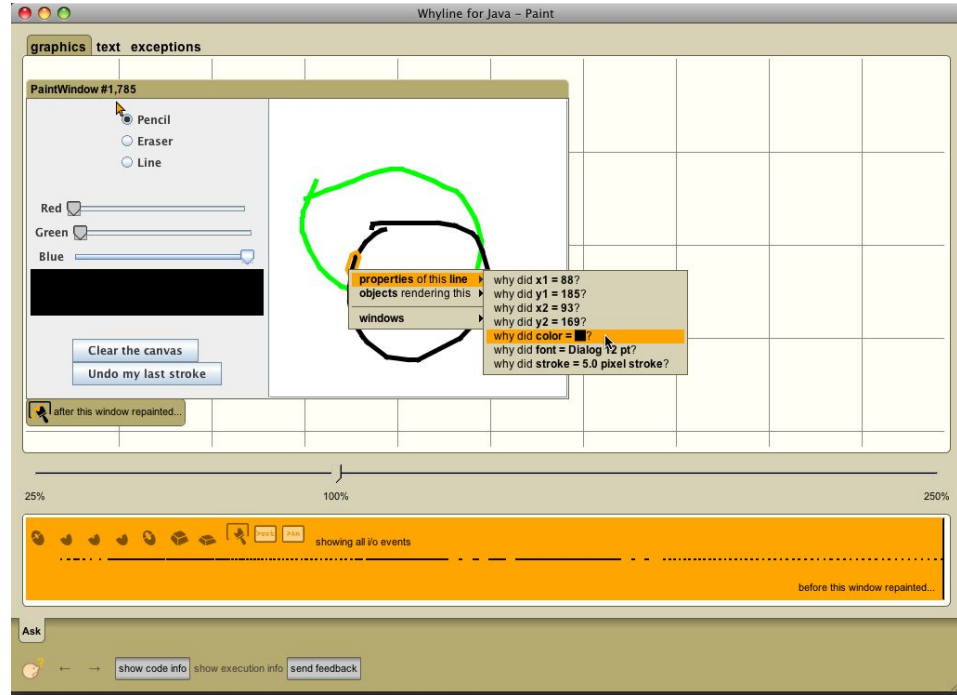 Whyline for Java – Paint
graphics text exceptions
PaintWindow #1,785
Pencil
Eraser
Line
Red
Green
Blue
properties of this line
objects rendering this
windows
why did x1 = 88?
why did y1 = 185?
why did x2 = 93?
why did y2 = 169?
why did color = ?
why did font = Dialog 12 pt?
why did stroke = 5.0 pixel stroke?
Clear the canvas
Undo my last stroke
after this window repainted...
25% 100% 250%
showing all i/o events
before this window repainted...
Ask
show code info show execution info send feedback